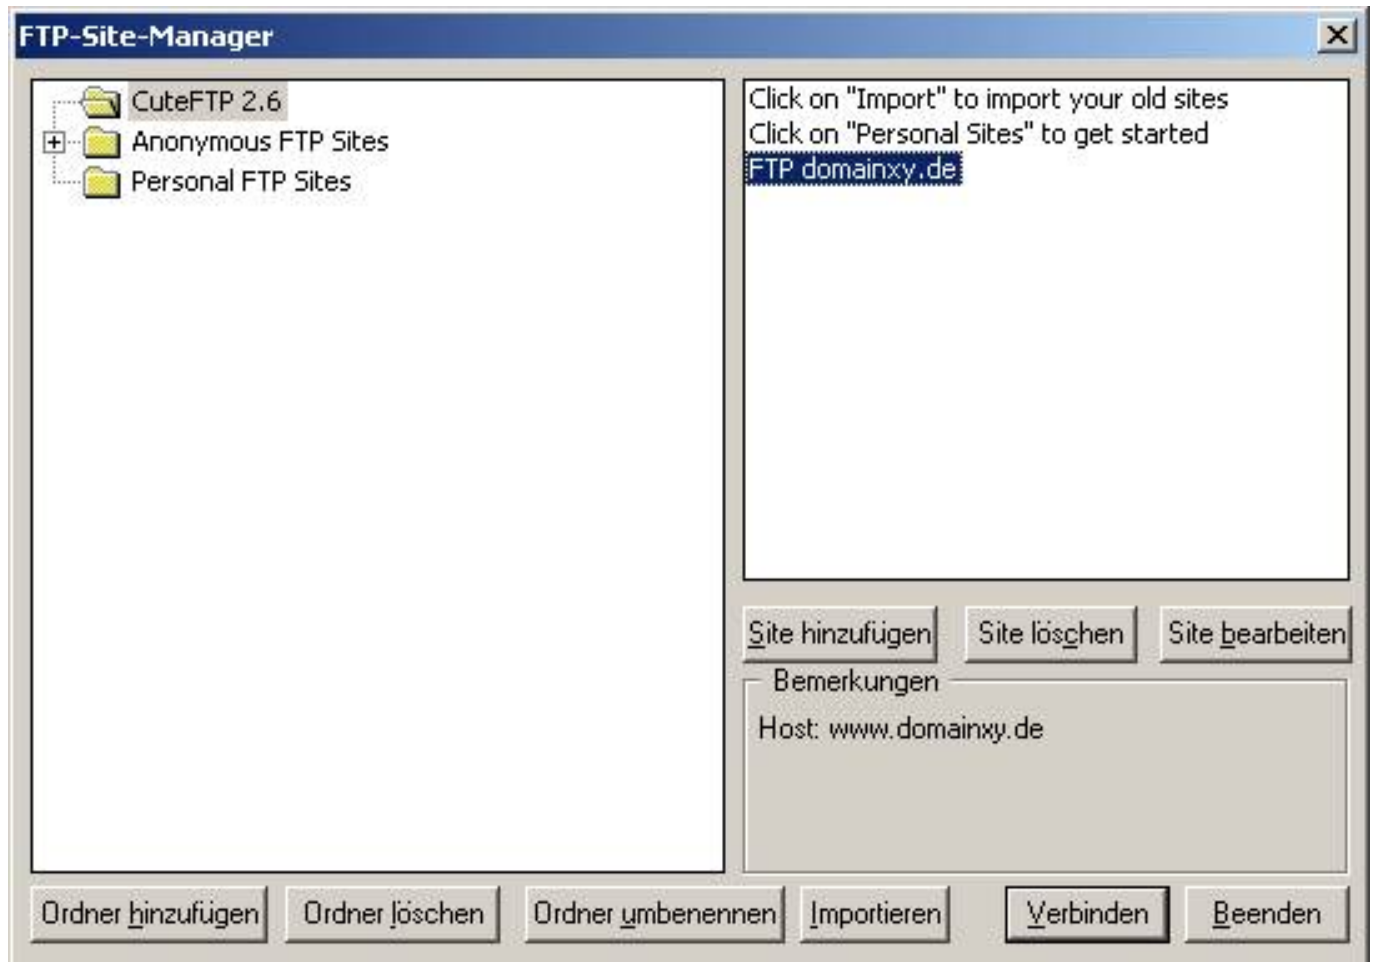 FTP-Site-Manager
CuteFTP 2.6
Anonymous FTP Sites
Personal FTP Sites
Click on "Import" to import your old sites
Click on "Personal Sites" to get started
FTP domainxy.de
Site hinzufügen
Site löschen
Site bearbeiten
Bemerkungen
Host: www.domainxy.de
Ordner hinzufügen
Ordner löschen
Ordner umbenennen
Importieren
Verbinden
Beenden